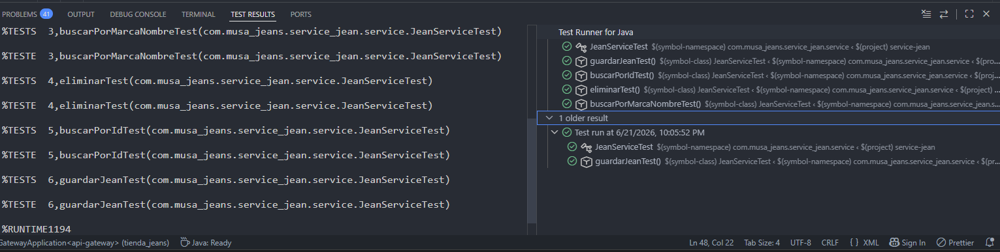 PROBLEMS 41 OUTPUT DEBUG CONSOLE TERMINAL TEST RESULTS PORTS
%TESTS  3,buscarPorMarcaNombreTest(com.musa_jeans.service_jean.service.JeanServiceTest)
%TESTE  3,buscarPorMarcaNombreTest(com.musa_jeans.service_jean.service.JeanServiceTest)
%TESTS  4,eliminarTest(com.musa_jeans.service_jean.service.JeanServiceTest)
%TESTE  4,eliminarTest(com.musa_jeans.service_jean.service.JeanServiceTest)
%TESTS  5,buscarPorIdTest(com.musa_jeans.service_jean.service.JeanServiceTest)
%TESTE  5,buscarPorIdTest(com.musa_jeans.service_jean.service.JeanServiceTest)
%TESTS  6,guardarJeanTest(com.musa_jeans.service_jean.service.JeanServiceTest)
%TESTE  6,guardarJeanTest(com.musa_jeans.service_jean.service.JeanServiceTest)
%RUNTIME1194
Test Runner for Java
JeanServiceTest $(symbol-namespace) com.musa_jeans.service_jean.service ‹ $(project) service-jean
guardarJeanTest() $(symbol-class) JeanServiceTest ‹ $(symbol-namespace) com.musa_jeans.service_jean.service ‹ $(pro...
buscarPorIdTest() $(symbol-class) JeanServiceTest ‹ $(symbol-namespace) com.musa_jeans.service_jean.service ‹ $(proj...
eliminarTest() $(symbol-class) JeanServiceTest ‹ $(symbol-namespace) com.musa_jeans.service_jean.service ‹ $(project) ...
buscarPorMarcaNombreTest() $(symbol-class) JeanServiceTest ‹ $(symbol-namespace) com.musa_jeans.service_jean.s...
1 older result
Test run at 6/21/2026, 10:05:52 PM
JeanServiceTest $(symbol-namespace) com.musa_jeans.service_jean.service ‹ $(project) service-jean
guardarJeanTest() $(symbol-class) JeanServiceTest ‹ $(symbol-namespace) com.musa_jeans.service_jean.service ‹ $(pr...
GatewayApplication<api-gateway> (tienda_jeans) Java: Ready Ln 48, Col 22 Tab Size: 4 UTF-8 CRLF {} XML Sign In Prettier